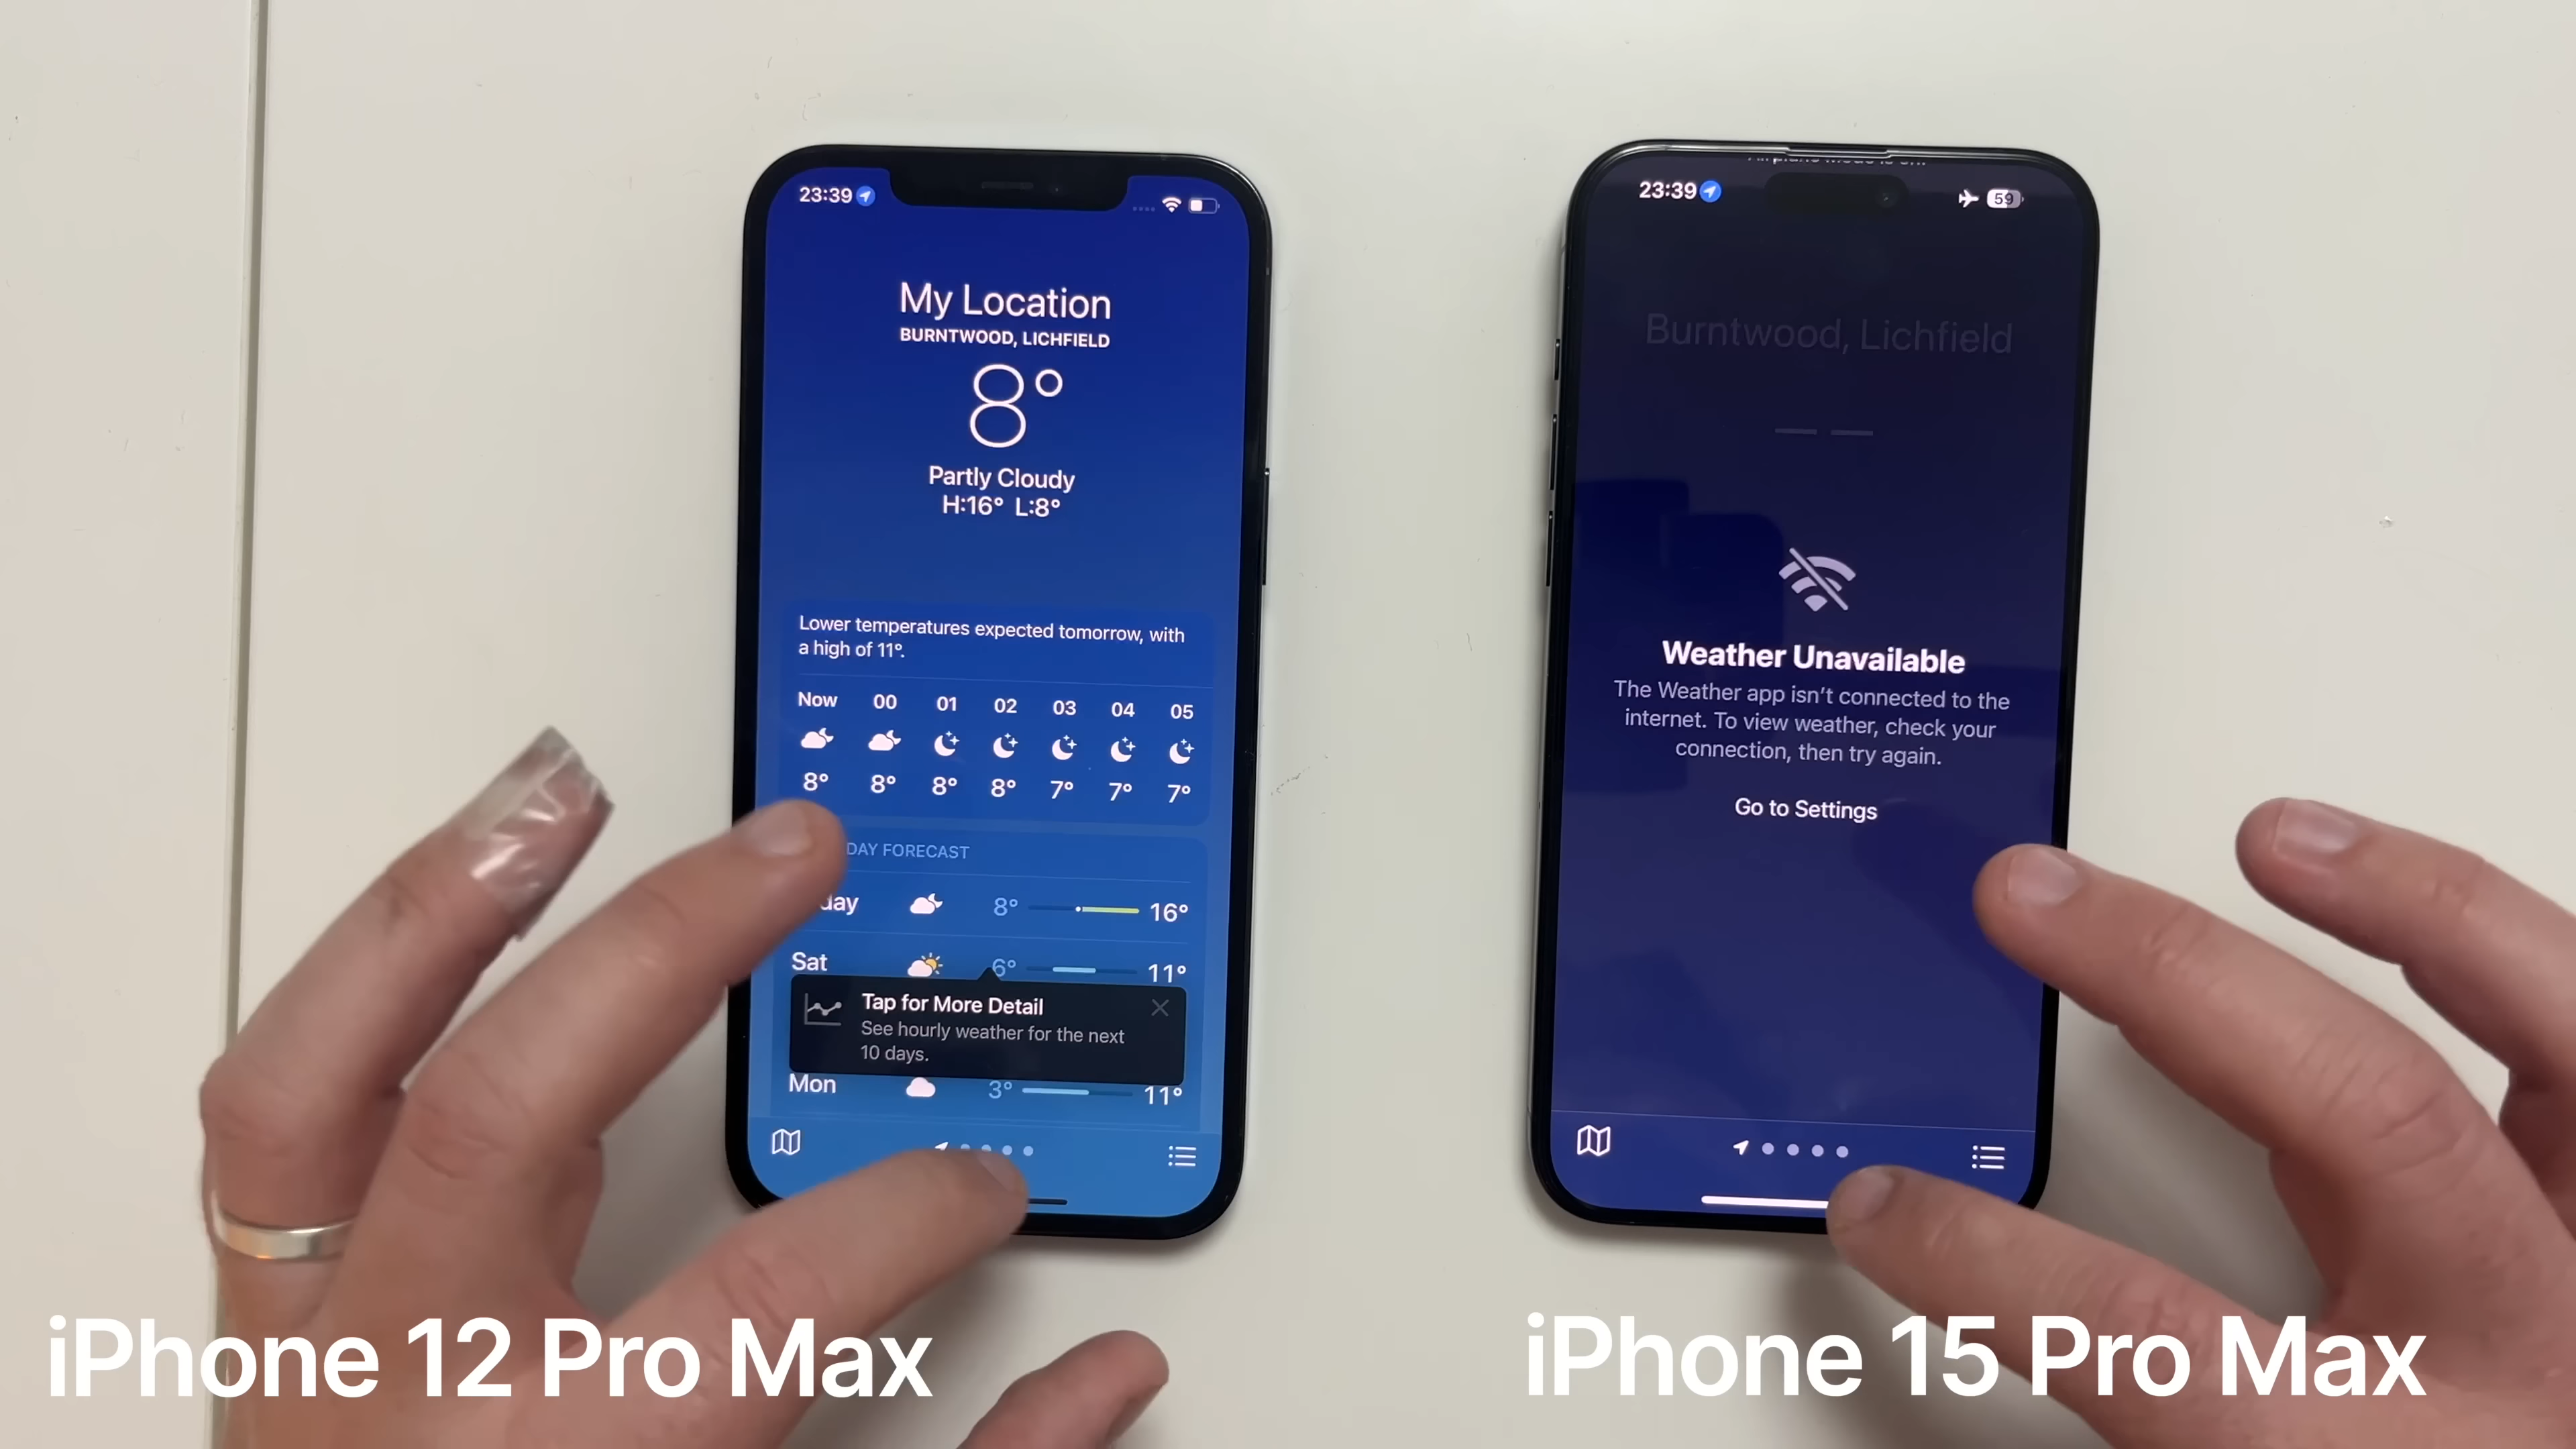 23:39
My Location
BURNTWOOD, LICHFIELD
8°
Partly Cloudy
H:16° L:8°
Lower temperatures expected tomorrow, with
a high of 11°.
Now 00 01 02 03 04 05
8° 8° 8° 8° 7° 7° 7°
DAY FORECAST
day 8° 16°
Sat 6° 11°
Tap for More Detail
See hourly weather for the next
10 days.
Mon 3° 11°
23:39 59
Burntwood, Lichfield
— —
Weather Unavailable
The Weather app isn't connected to the
internet. To view weather, check your
connection, then try again.
Go to Settings
iPhone 12 Pro Max
iPhone 15 Pro Max